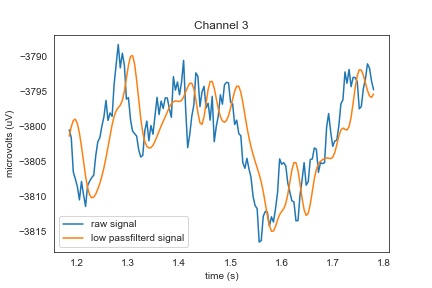 Channel 3
microvolts (uV)
−3790
−3795
−3800
−3805
−3810
−3815
raw signal
low passfilterd signal
1.2 1.3 1.4 1.5 1.6 1.7 1.8
time (s)